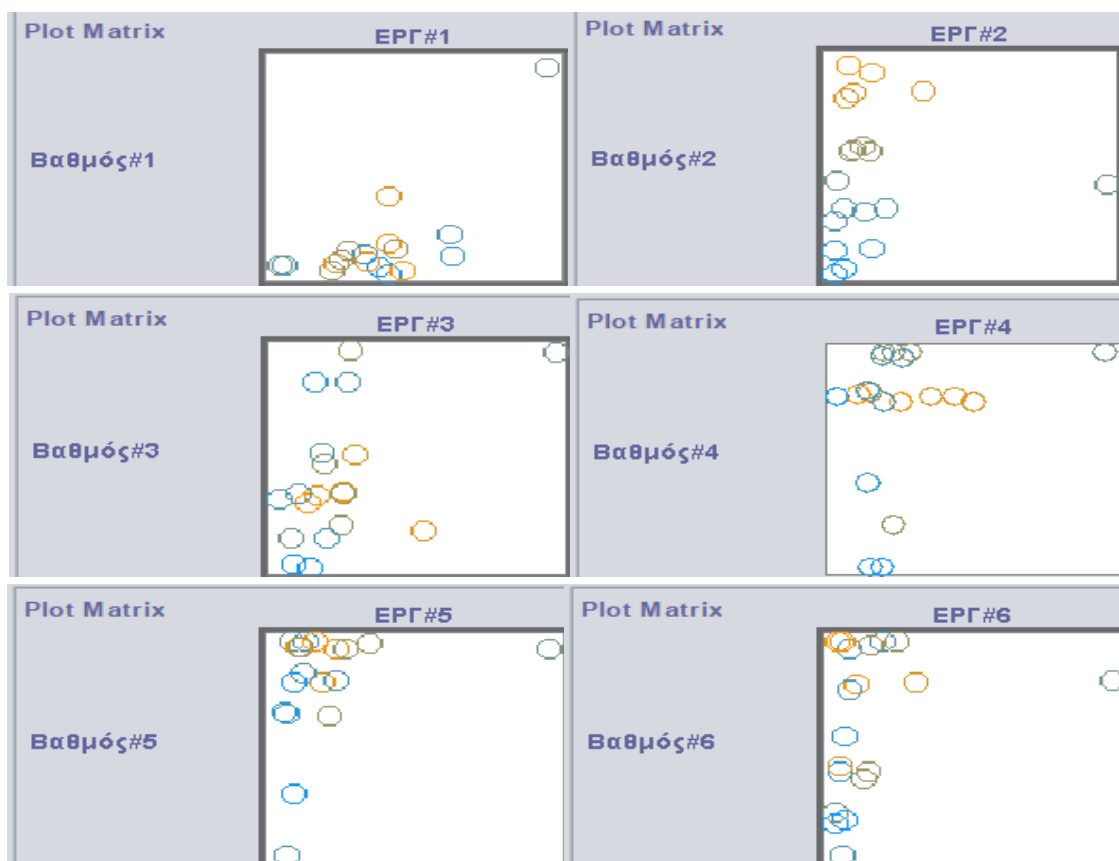 Plot Matrix
ΕΡΓ#1
Βαθμός#1
Plot Matrix
ΕΡΓ#2
Βαθμός#2
Plot Matrix
ΕΡΓ#3
Βαθμός#3
Plot Matrix
ΕΡΓ#4
Βαθμός#4
Plot Matrix
ΕΡΓ#5
Βαθμός#5
Plot Matrix
ΕΡΓ#6
Βαθμός#6